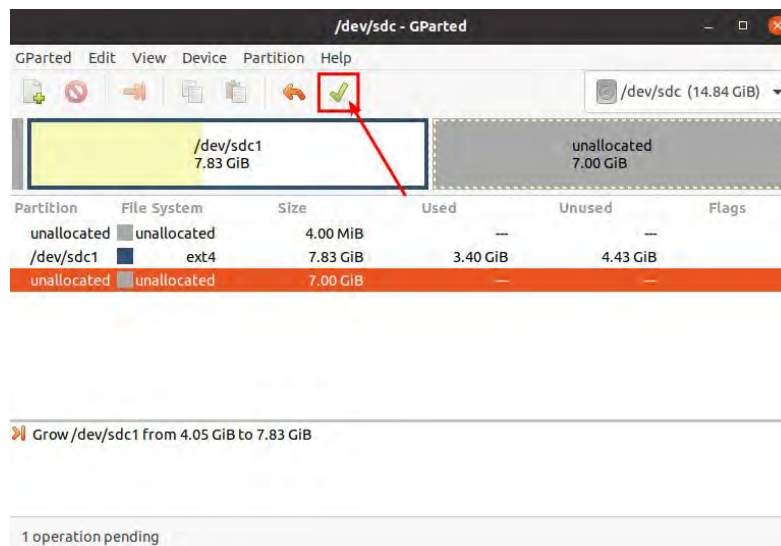 /dev/sdc - GParted
GParted Edit View Device Partition Help
/dev/sdc (14.84 GiB)
/dev/sdc1
7.83 GiB
unallocated
7.00 GiB
Partition File System Size Used Unused Flags
unallocated unallocated 4.00 MiB --- ---
/dev/sdc1 ext4 7.83 GiB 3.40 GiB 4.43 GiB
unallocated unallocated 7.00 GiB --- ---
Grow /dev/sdc1 from 4.05 GiB to 7.83 GiB
1 operation pending